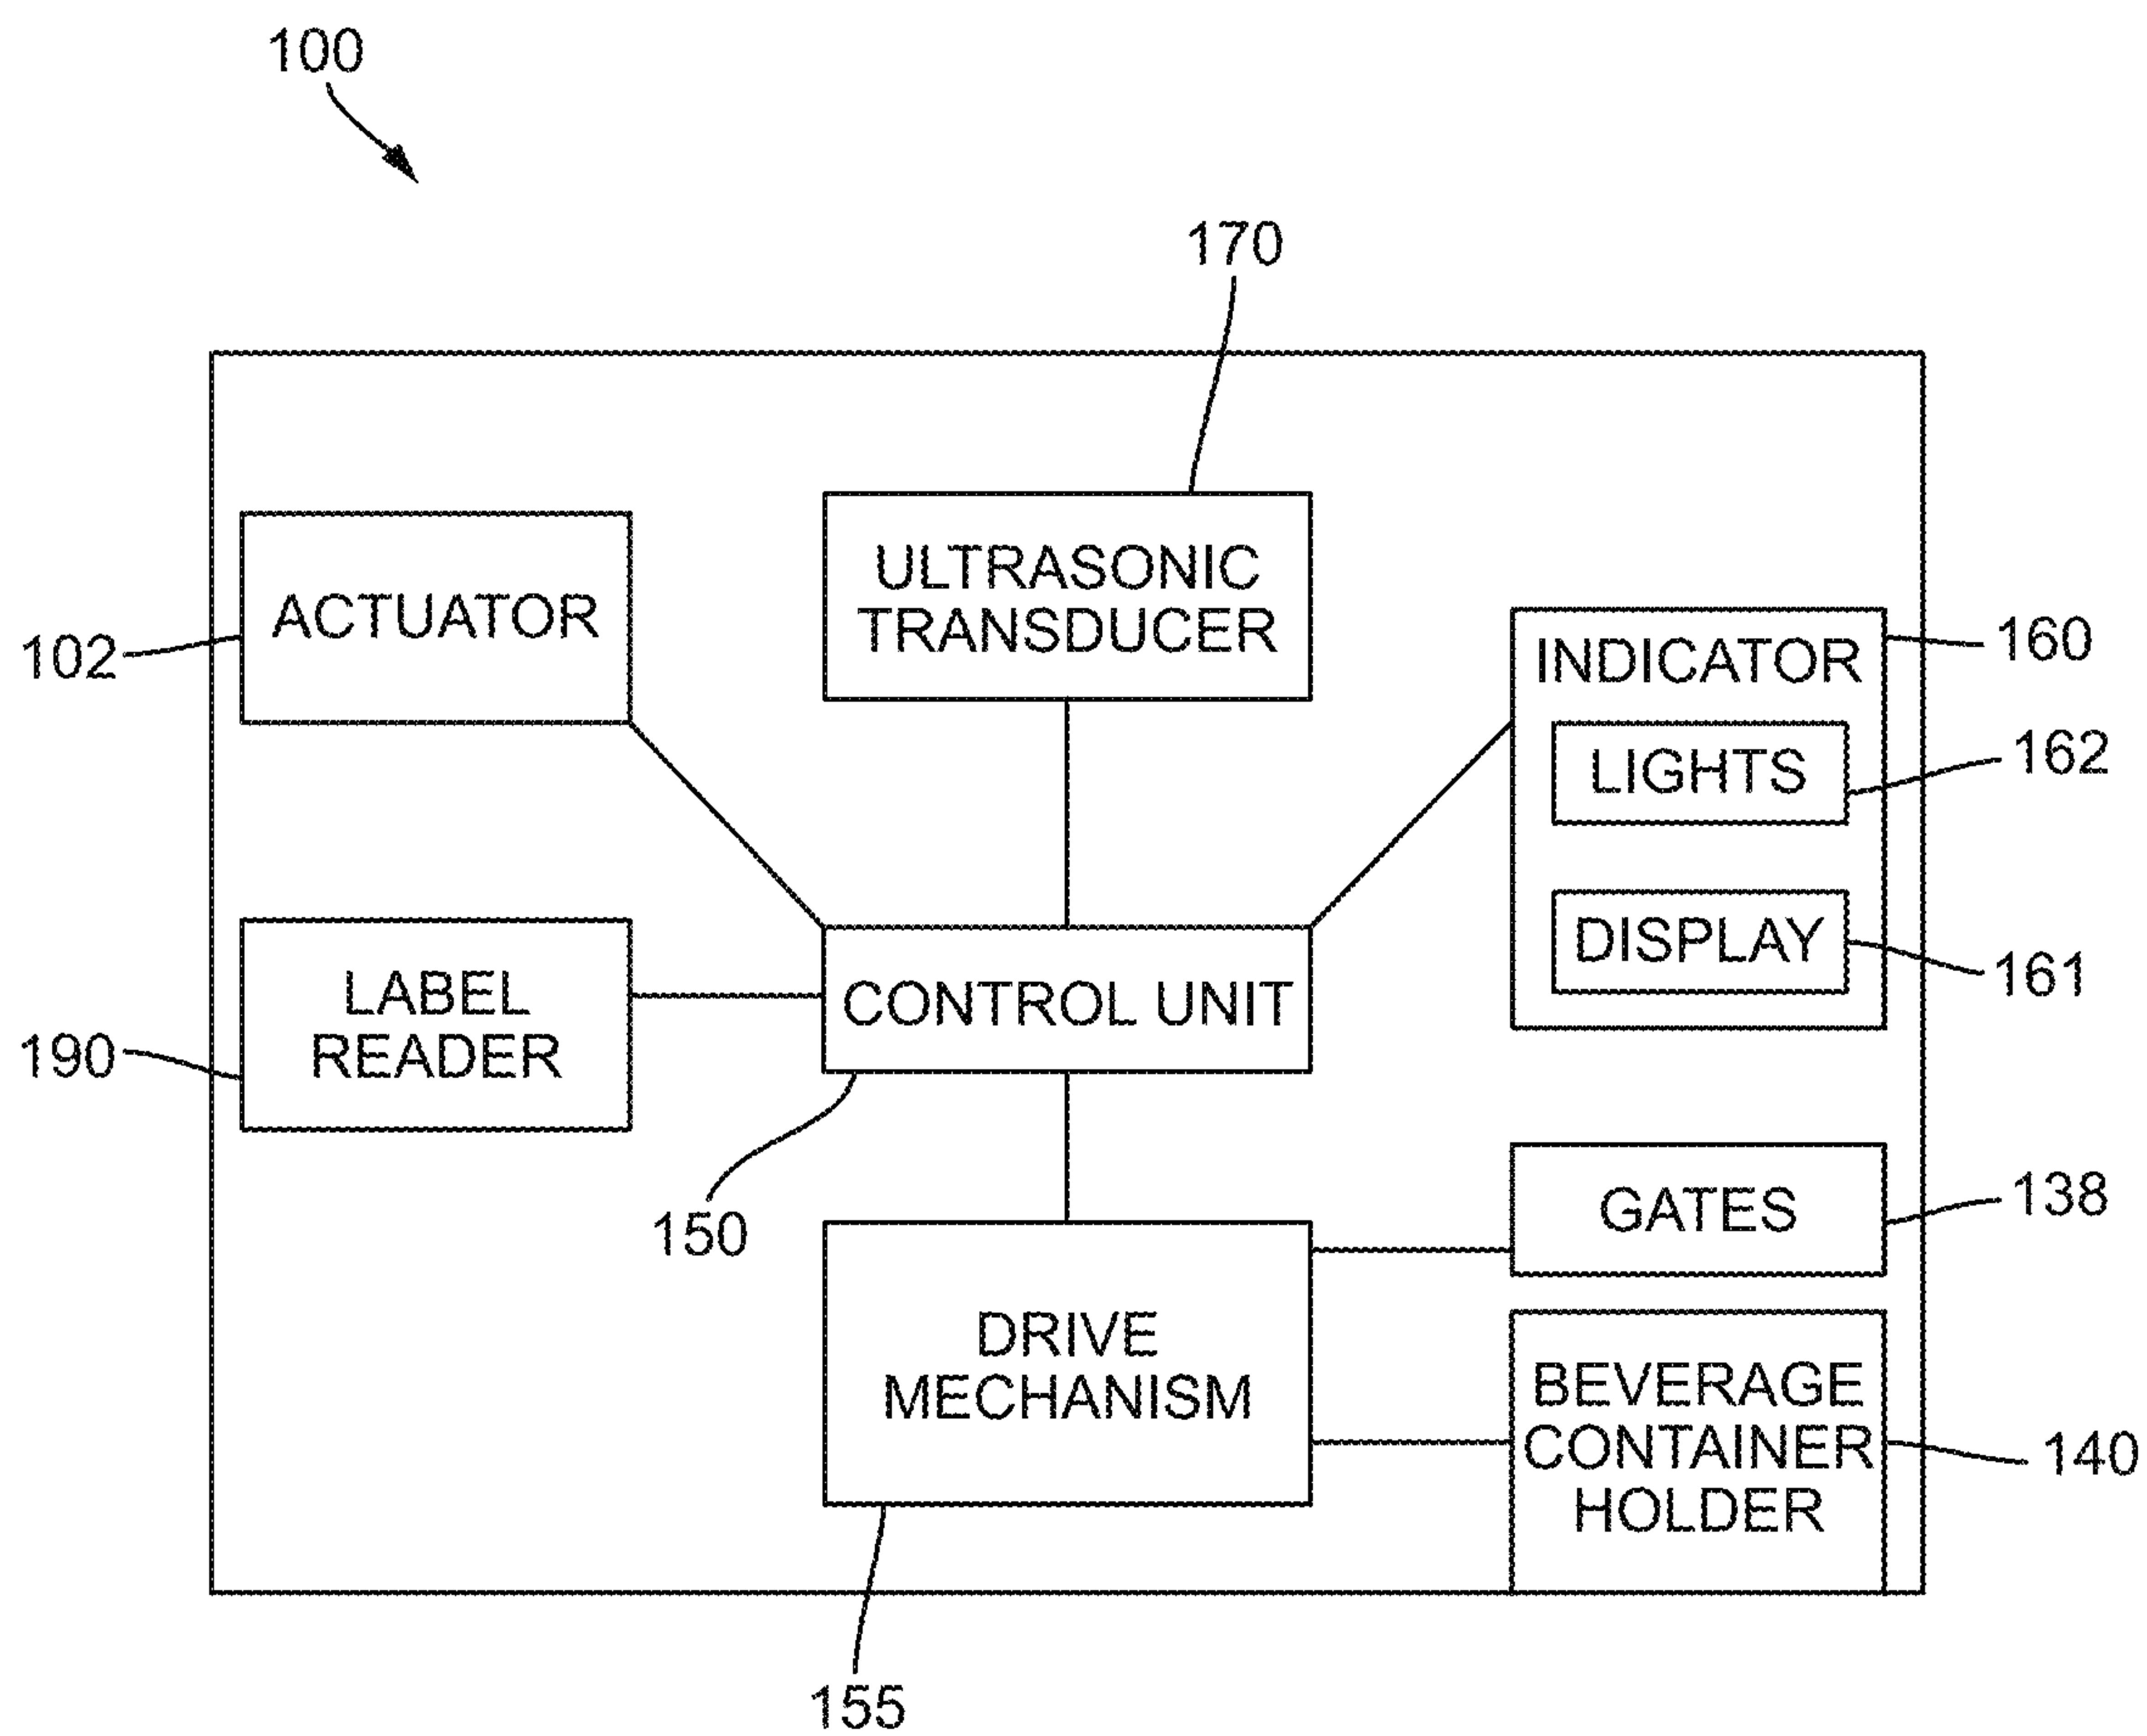 100
170
ACTUATOR
102
ULTRASONIC
TRANSDUCER
INDICATOR
160
LIGHTS
162
DISPLAY
161
LABEL
READER
190
CONTROL UNIT
150
GATES
138
DRIVE
MECHANISM
155
BEVERAGE
CONTAINER
HOLDER
140